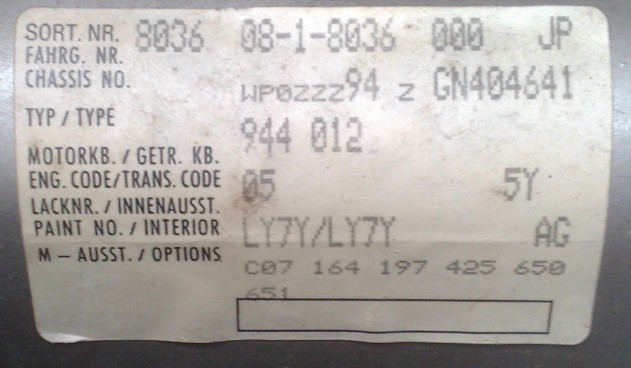 SORT. NR. 8036 08-1-8036 000 JP
FAHRG. NR.
CHASSIS NO. WP0ZZZ94 Z GN404641
TYP / TYPE 944 012
MOTORKB. / GETR. KB.
ENG. CODE/TRANS. CODE 05 5Y
LACKNR. / INNENAUSST.
PAINT NO. / INTERIOR LY7Y/LY7Y AG
M – AUSST. / OPTIONS C07 164 197 425 650
651